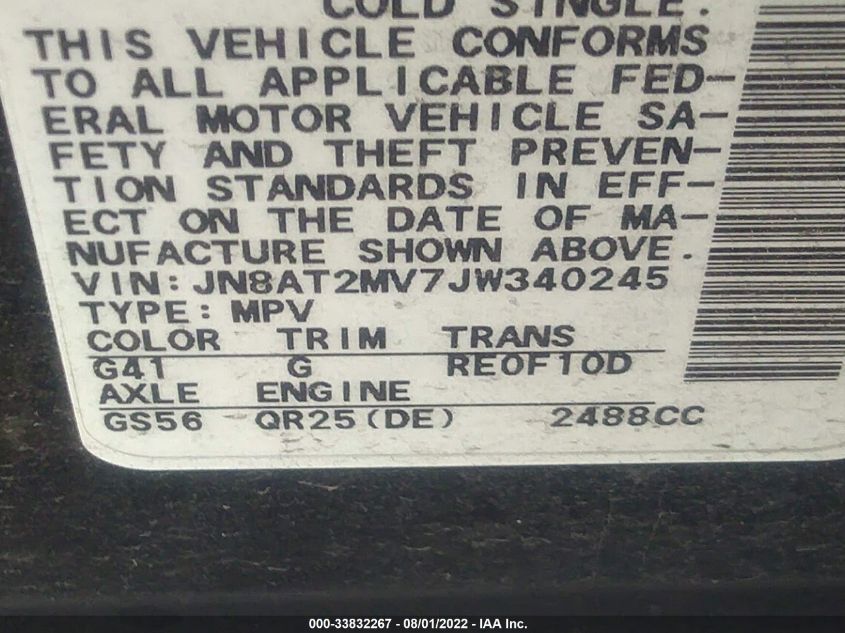 COLD SINGLE.
THIS VEHICLE CONFORMS
TO ALL APPLICABLE FED-
ERAL MOTOR VEHICLE SA-
FETY AND THEFT PREVEN-
TION STANDARDS IN EFF-
ECT ON THE DATE OF MA-
NUFACTURE SHOWN ABOVE.
VIN: JN8AT2MV7JW340245
TYPE: MPV
COLOR TRIM TRANS
G41 G RE0F10D
AXLE ENGINE
GS56 QR25(DE) 2488CC
000-33832267 - 08/01/2022 - IAA Inc.